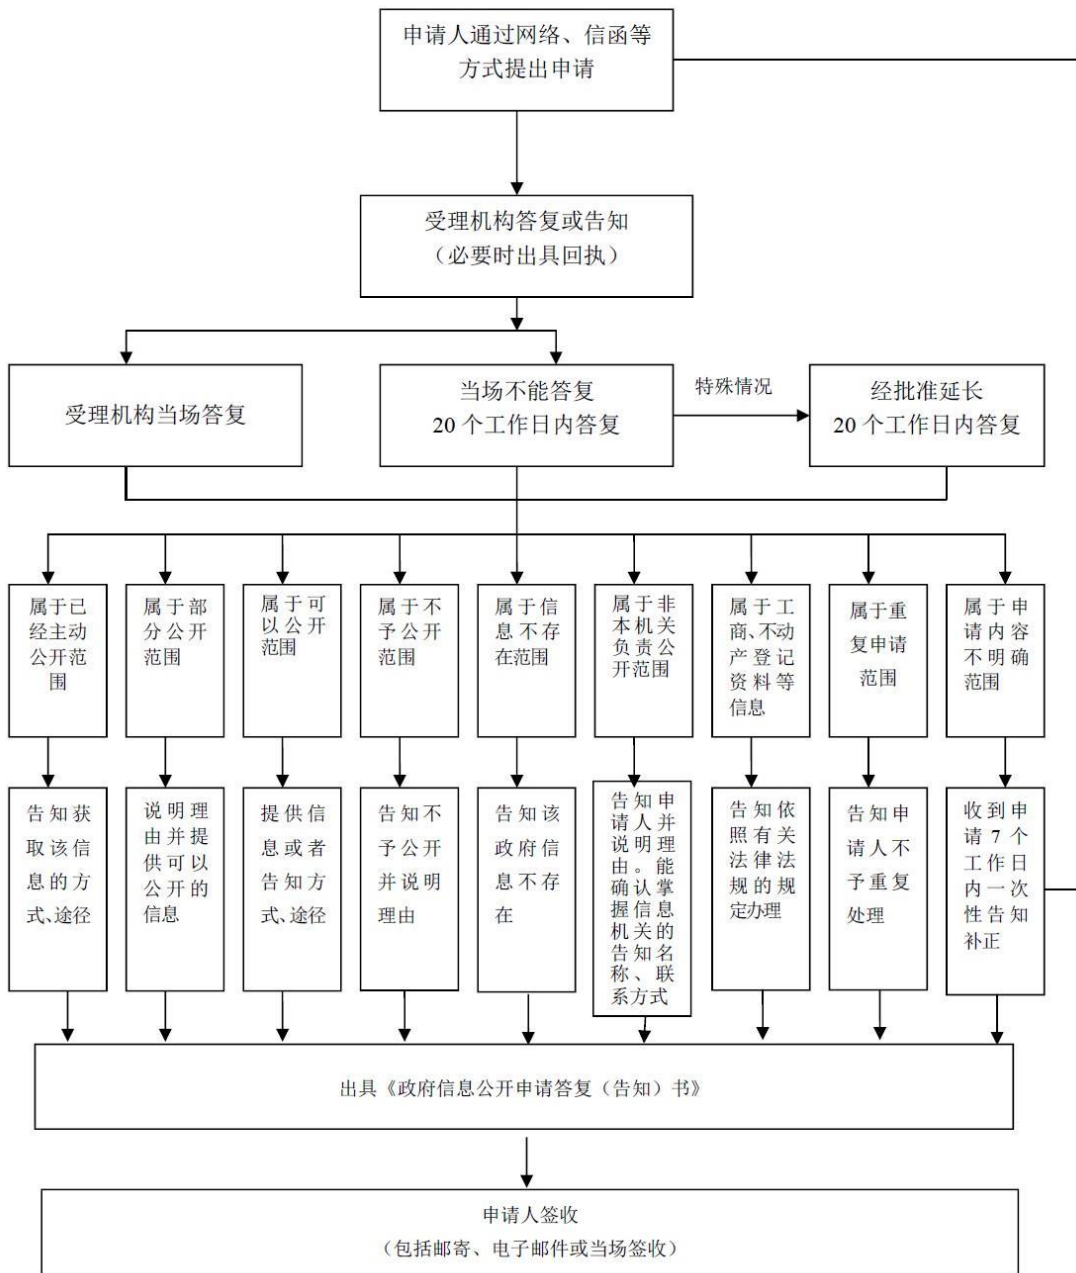 申请人通过网络、信函等
方式提出申请
受理机构答复或告知
（必要时出具回执）
受理机构当场答复
当场不能答复
20 个工作日内答复
特殊情况
经批准延长
20 个工作日内答复
属于已
经主动
公开范
围
属于部
分公开
范围
属于可
以公开
范围
属于不
予公开
范围
属于信
息不存
在范围
属于非
本机关
负责公
开范围
属于工
商、不动
产登记
资料等
信息
属于重
复申请
范围
属于申
请内容
不明确
范围
告知获
取该信
息的方
式、途径
说明理
由并提
供可以
公开的
信息
提供信
息或者
告知方
式、途径
告知不
予公开
并说明
理由
告知该
政府信
息不存
在
告知申
请人并
说明理
由。能
确认掌
握信息
机关的
告知名
称、联
系方式
告知依
照有关
法律法
规的规
定办理
告知申
请人不
予重复
处理
收到申
请 7 个
工作日
内一次
性告知
补正
出具《政府信息公开申请答复（告知）书》
申请人签收
（包括邮寄、电子邮件或当场签收）